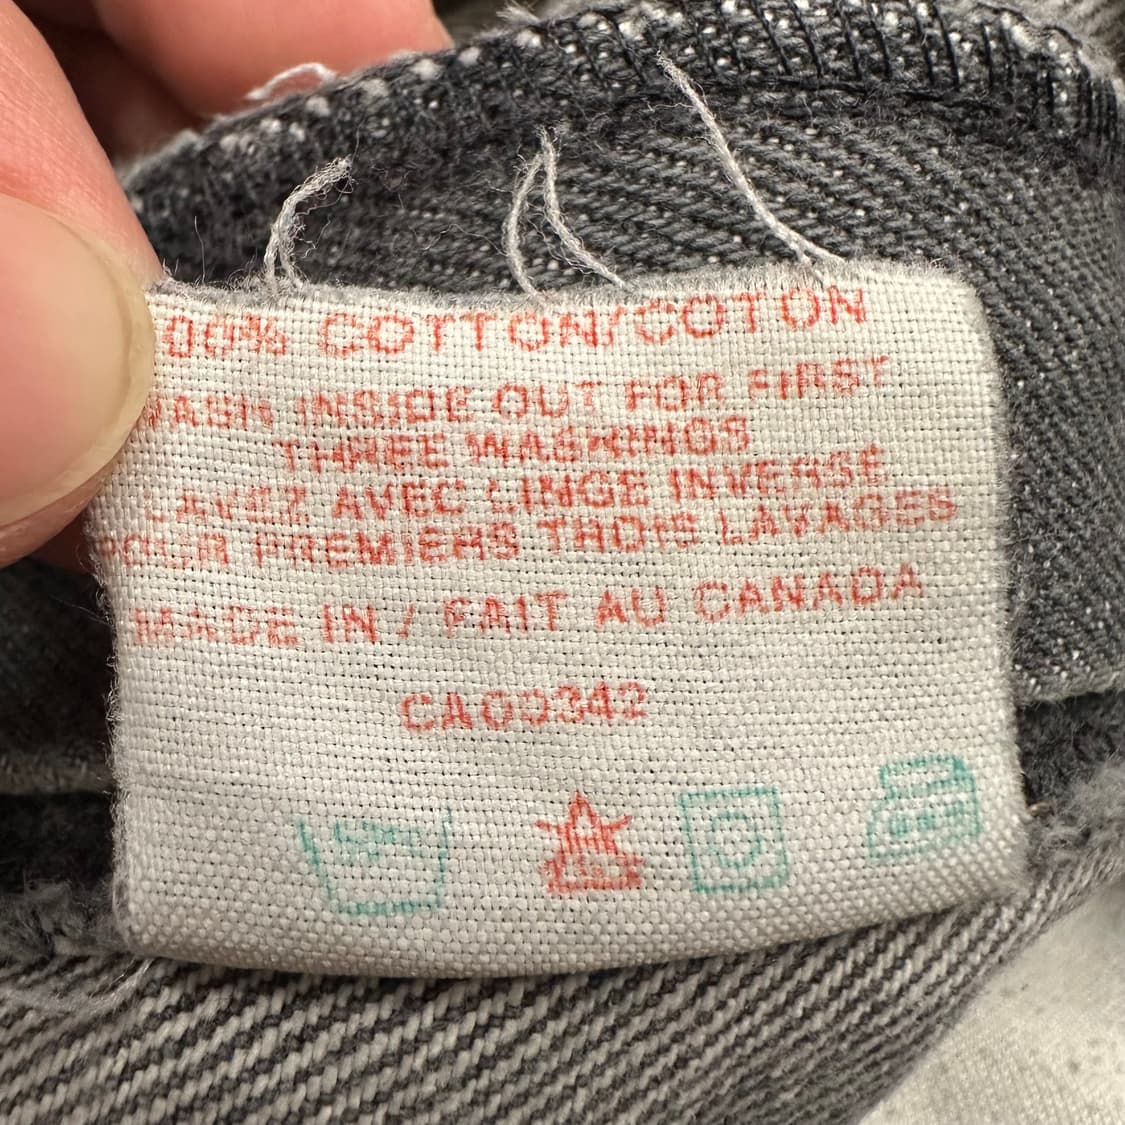 100% COTTON/COTON
WASH INSIDE OUT FOR FIRST
THREE WASHINGS
LAVEZ AVEC LINGE INVERSÉ
POUR PREMIERS TROIS LAVAGES
MADE IN / FAIT AU CANADA
CA00342